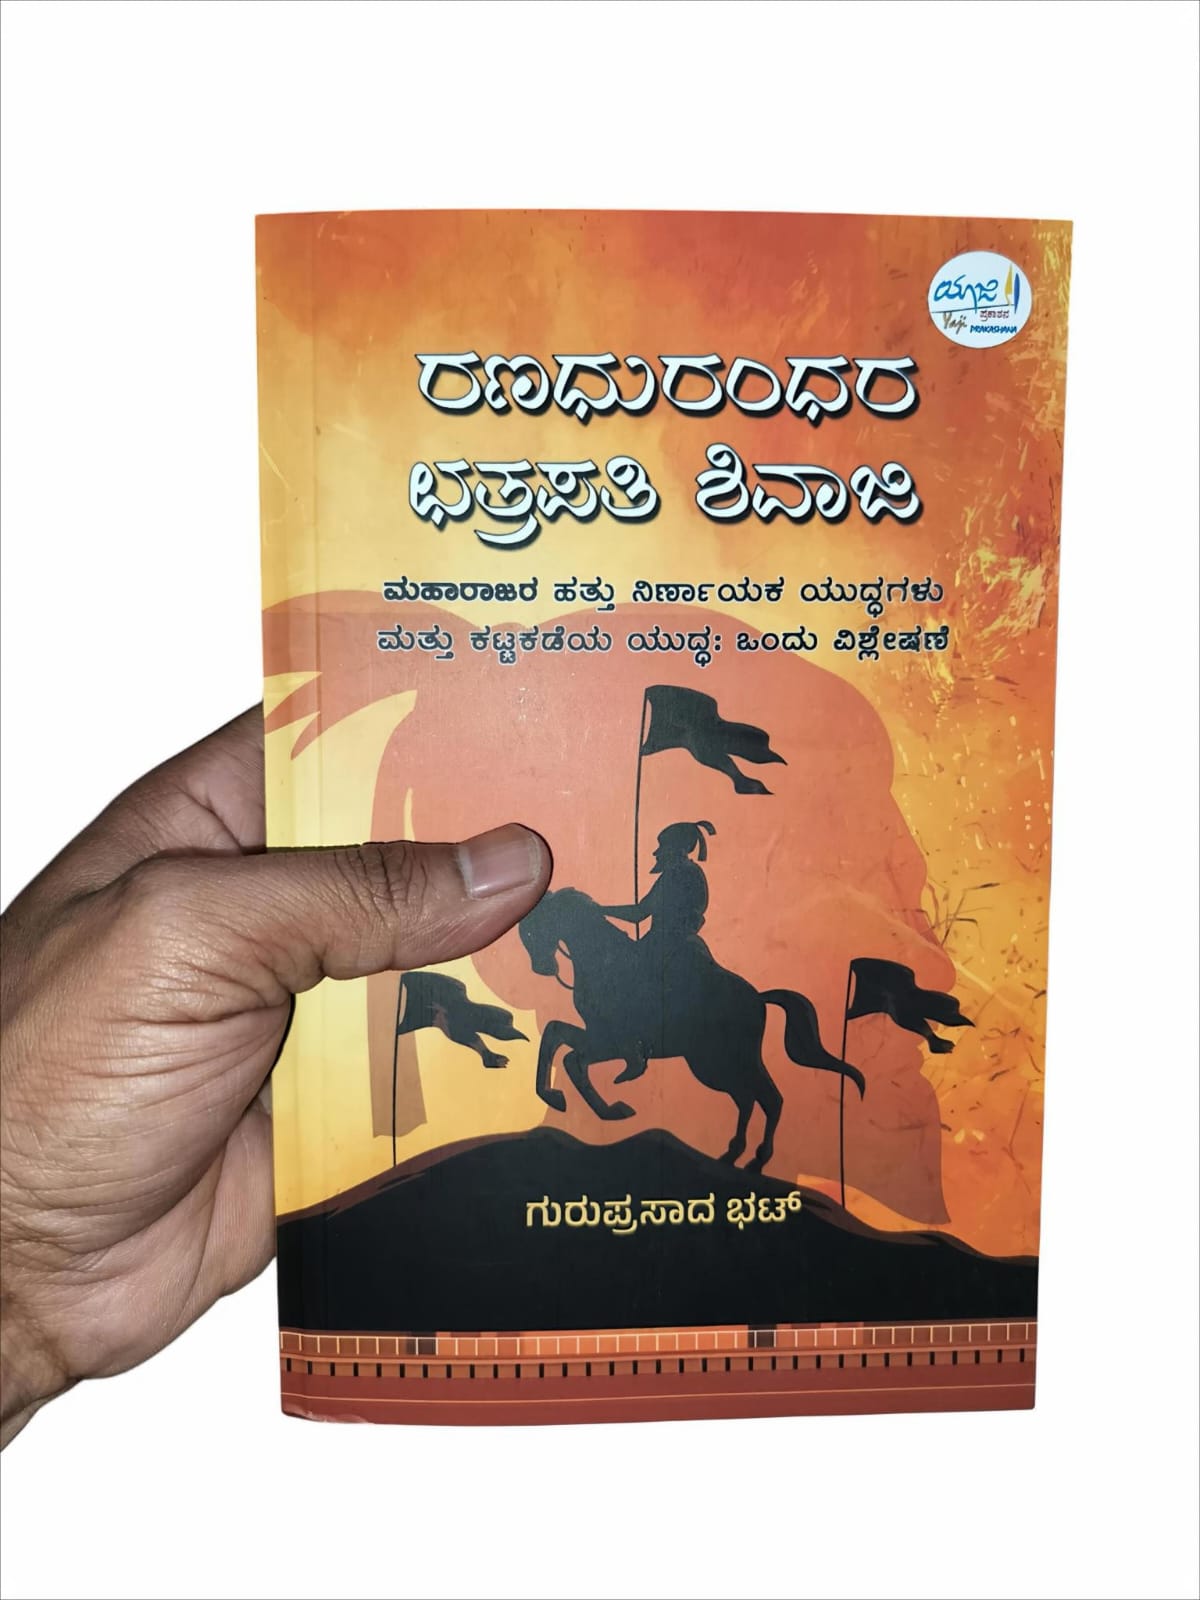 ಯಾಜಿ
ಪ್ರಕಾಶನ
Yaji PRAKASHANA
ರಣಧುರಂಧರ
ಛತ್ರಪತಿ ಶಿವಾಜಿ
ಮಹಾರಾಜರ ಹತ್ತು ನಿರ್ಣಾಯಕ ಯುದ್ಧಗಳು
ಮತ್ತು ಕಟ್ಟಕಡೆಯ ಯುದ್ಧ: ಒಂದು ವಿಶ್ಲೇಷಣೆ
ಗುರುಪ್ರಸಾದ ಭಟ್